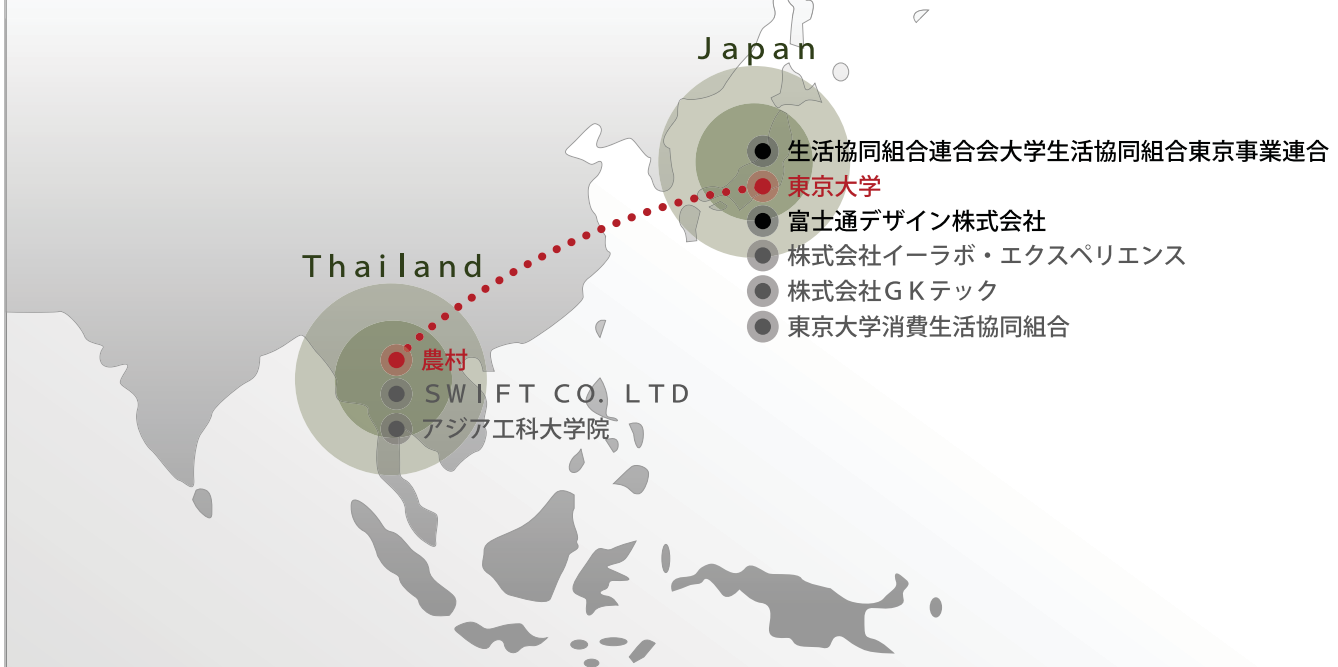 Japan
生活協同組合連合会大学生活協同組合東京事業連合
東京大学
富士通デザイン株式会社
株式会社イーラボ・エクスペリエンス
株式会社ＧＫテック
東京大学消費生活協同組合
Thailand
農村
ＳＷＩＦＴ ＣＯ．ＬＴＤ
アジア工科大学院